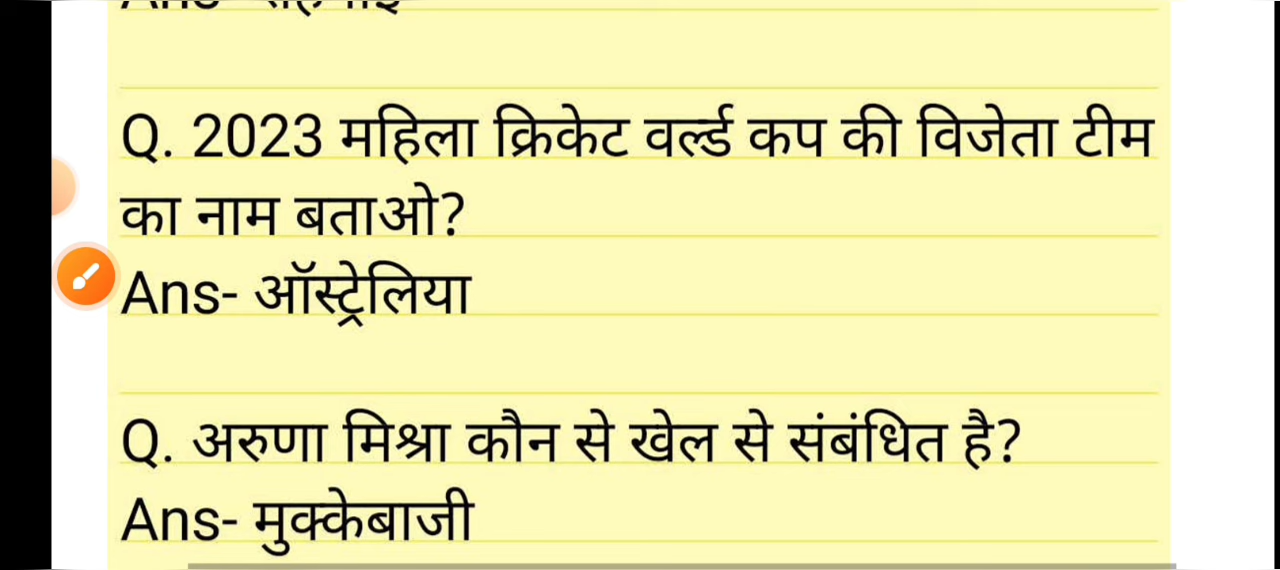 Q. 2023 महिला क्रिकेट वर्ल्ड कप की विजेता टीम
का नाम बताओ?
Ans- ऑस्ट्रेलिया
Q. अरुणा मिश्रा कौन से खेल से संबंधित है?
Ans- मुक्केबाजी